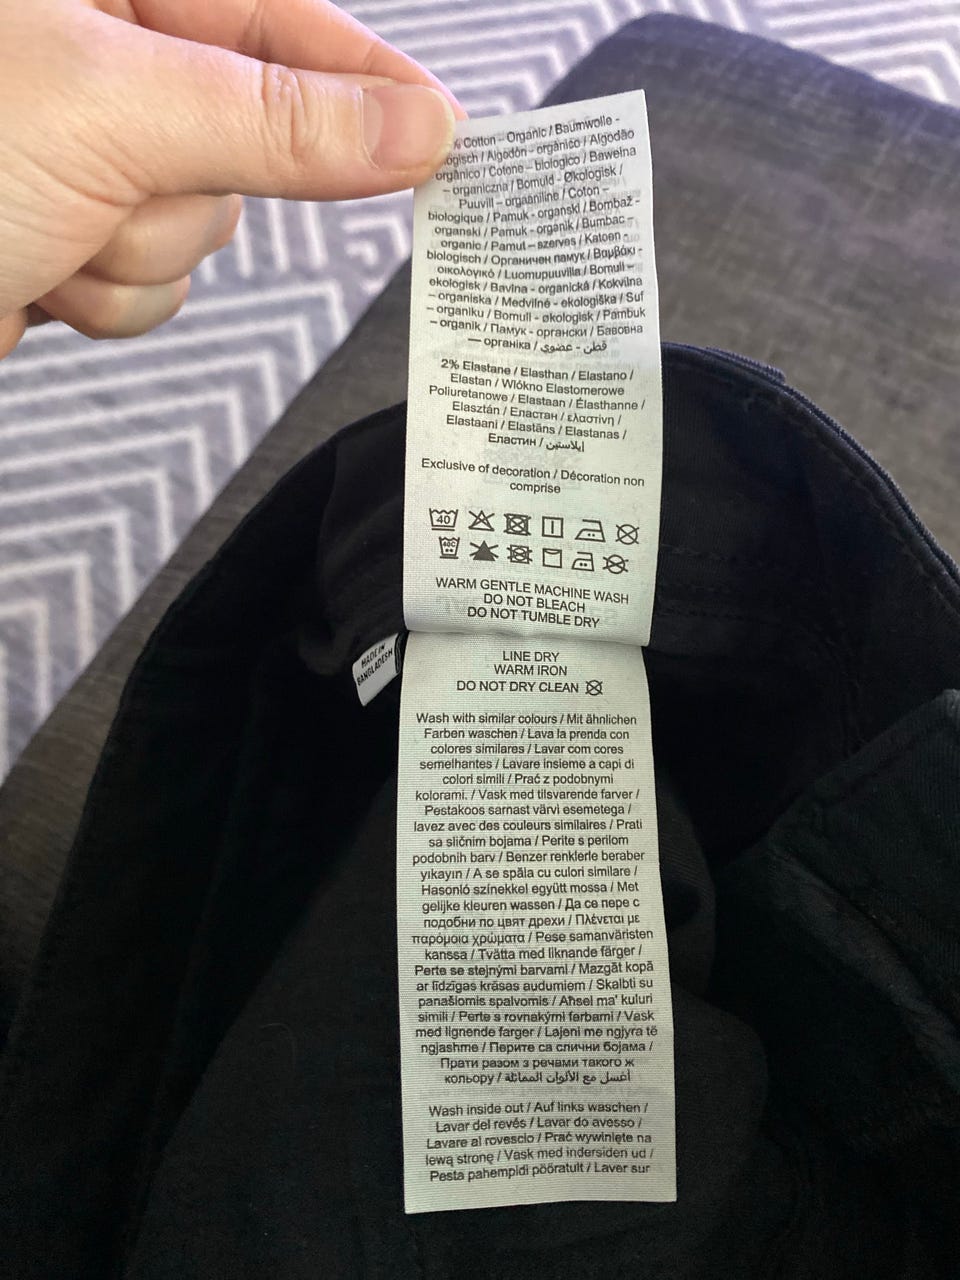 % Cotton – Organic / Baumwolle -
ogisch / Algodón - orgánico / Algodão
orgânico / Cotone – biologico / Bawełna
– organiczna / Bomuld - Økologisk /
Puuvill – orgaaniline / Coton –
biologique / Pamuk - organski / Bombaž -
organski / Pamuk - organik / Bumbac –
organic / Pamut – szerves / Katoen -
biologisch / Органичен памук / Βαμβάκι -
οικολογικό / Luomupuuvilla / Bomull –
ekologisk / Bavlna - organická / Kokvilna
– organiska / Medvilnė - ekologiška / Suf
– organiku / Bomull - økologisk / Pambuk
– organik / Памук - органски / Бавовна
— органіка / قطن - عضوي
2% Elastane / Elasthan / Elastano /
Elastan / Włókno Elastomerowe
Poliuretanowe / Elastaan / Élasthanne /
Elasztán / Еластан / ελαστίνη /
Elastaani / Elastāns / Elastanas /
Еластин / إيلاستين
Exclusive of decoration / Décoration non
comprise
40
40C
WARM GENTLE MACHINE WASH
DO NOT BLEACH
DO NOT TUMBLE DRY
MADE IN
BANGLADESH
LINE DRY
WARM IRON
DO NOT DRY CLEAN
Wash with similar colours / Mit ähnlichen
Farben waschen / Lava la prenda con
colores similares / Lavar com cores
semelhantes / Lavare insieme a capi di
colori simili / Prać z podobnymi
kolorami. / Vask med tilsvarende farver /
Pestakoos sarnast värvi esemetega /
lavez avec des couleurs similaires / Prati
sa sličnim bojama / Perite s perilom
podobnih barv / Benzer renklerle beraber
yıkayın / A se spăla cu culori similare /
Hasonló színekkel együtt mossa / Met
gelijke kleuren wassen / Да се пере с
подобни по цвят дрехи / Πλένεται με
παρόμοια χρώματα / Pese samanväristen
kanssa / Tvätta med liknande färger /
Perte se stejnými barvami / Mazgāt kopā
ar līdzīgas krāsas audumiem / Skalbti su
panašiomis spalvomis / Aħsel ma' kuluri
simili / Perte s rovnakými farbami / Vask
med lignende farger / Lajeni me ngjyra të
ngjashme / Перите са слични бојама /
Прати разом з речами такого ж
кольору / أغسل مع الألوان المماثلة
Wash inside out / Auf links waschen /
Lavar del revés / Lavar do avesso /
Lavare al rovescio / Prać wywinięte na
lewą stronę / Vask med indersiden ud /
Pesta pahempidi pööratult / Laver sur